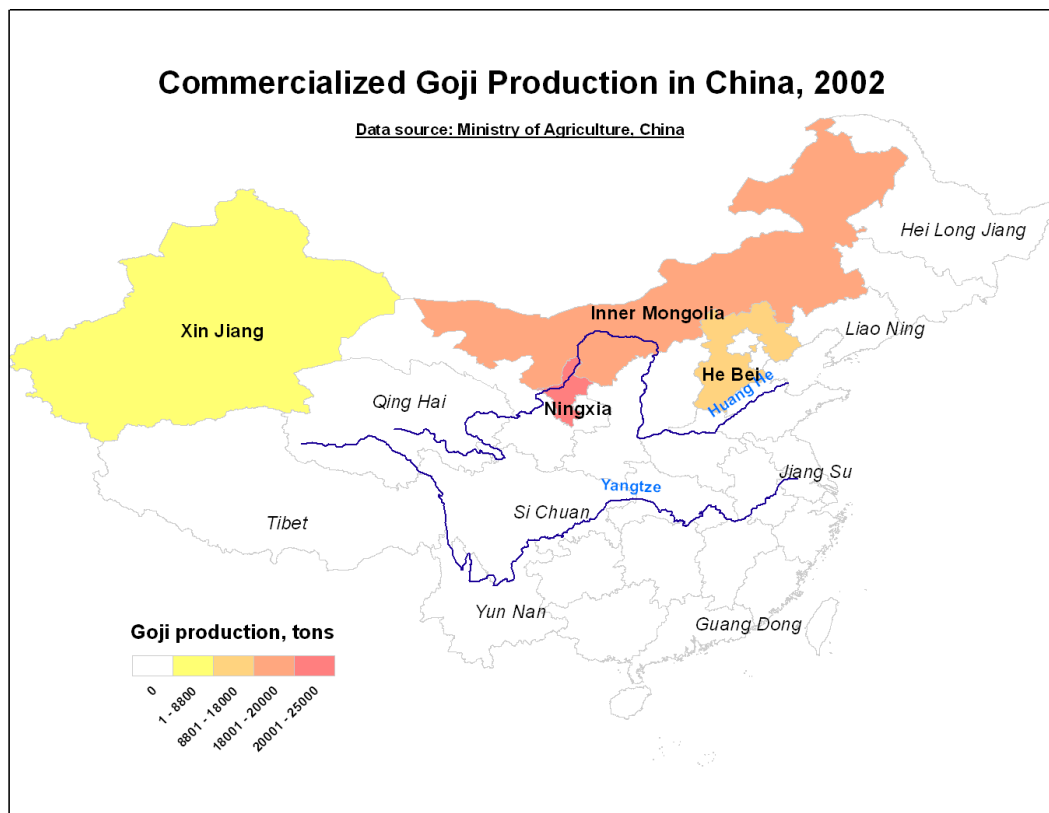 Commercialized Goji Production in China, 2002
Data source: Ministry of Agriculture, China
Hei Long Jiang
Inner Mongolia
Xin Jiang
Liao Ning
He Bei
Huang He
Qing Hai
Ningxia
Jiang Su
Yangtze
Si Chuan
Tibet
Yun Nan
Guang Dong
Goji production, tons
0
1 - 8800
8801 - 18000
18001 - 20000
20001 - 25000